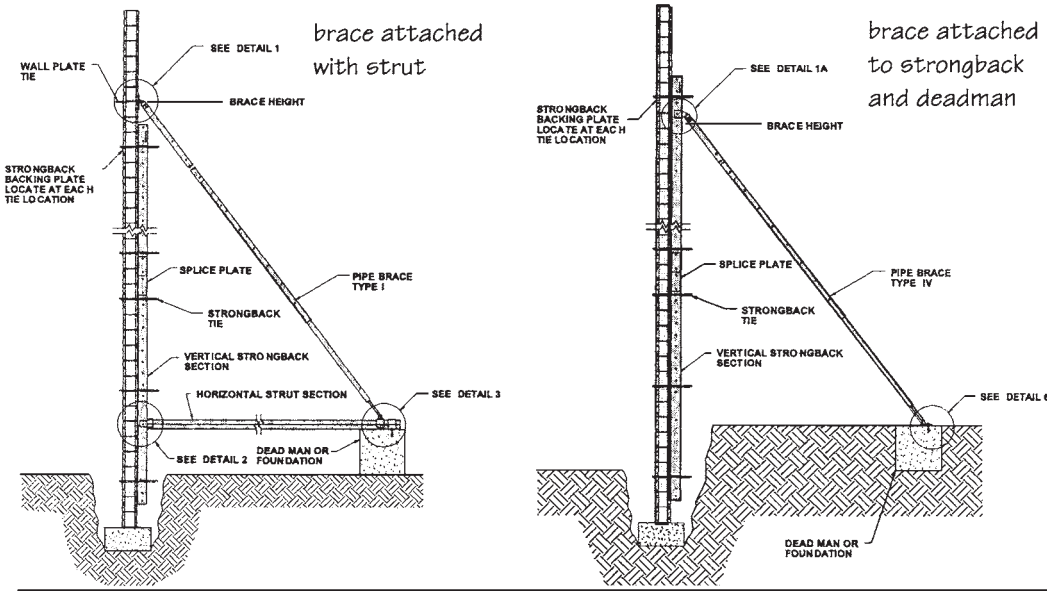 brace attached
with strut
SEE DETAIL 1
WALL PLATE
TIE
BRACE HEIGHT
STRONGBACK
BACKING PLATE
LOCATE AT EACH
TIE LOCATION
SPLICE PLATE
PIPE BRACE
TYPE I
STRONGBACK
TIE
VERTICAL STRONGBACK
SECTION
HORIZONTAL STRUT SECTION
SEE DETAIL 3
SEE DETAIL 2
DEAD MAN OR
FOUNDATION
brace attached
to strongback
and deadman
SEE DETAIL 1A
STRONGBACK
BACKING PLATE
LOCATE AT EACH
TIE LOCATION
BRACE HEIGHT
SPLICE PLATE
PIPE BRACE
TYPE IV
STRONGBACK
TIE
VERTICAL STRONGBACK
SECTION
SEE DETAIL 6
DEAD MAN OR
FOUNDATION